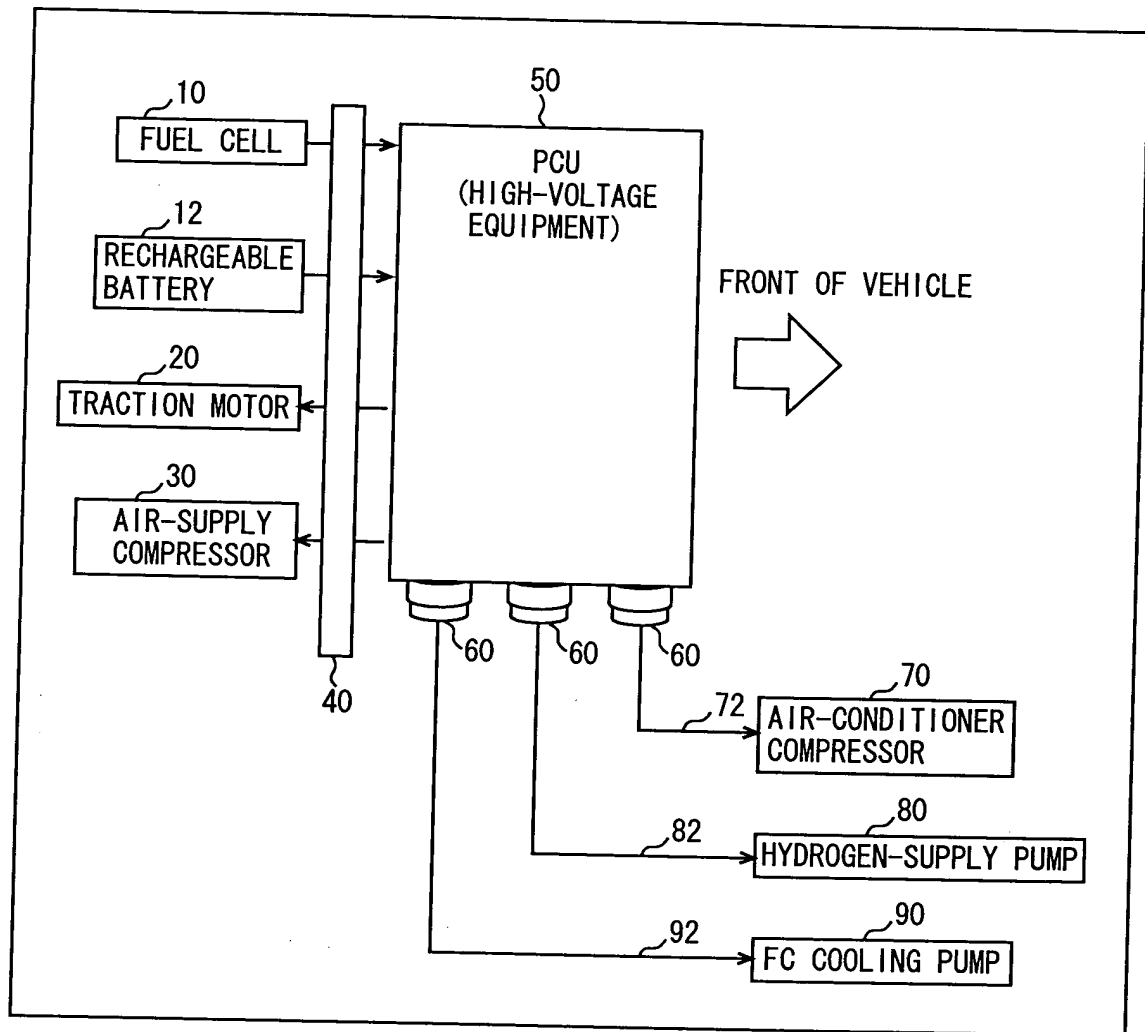 10
FUEL CELL
12
RECHARGEABLE
BATTERY
20
TRACTION MOTOR
30
AIR-SUPPLY
COMPRESSOR
40
50
PCU
(HIGH-VOLTAGE
EQUIPMENT)
FRONT OF VEHICLE
60
60
60
72
70
AIR-CONDITIONER
COMPRESSOR
82
80
HYDROGEN-SUPPLY PUMP
92
90
FC COOLING PUMP